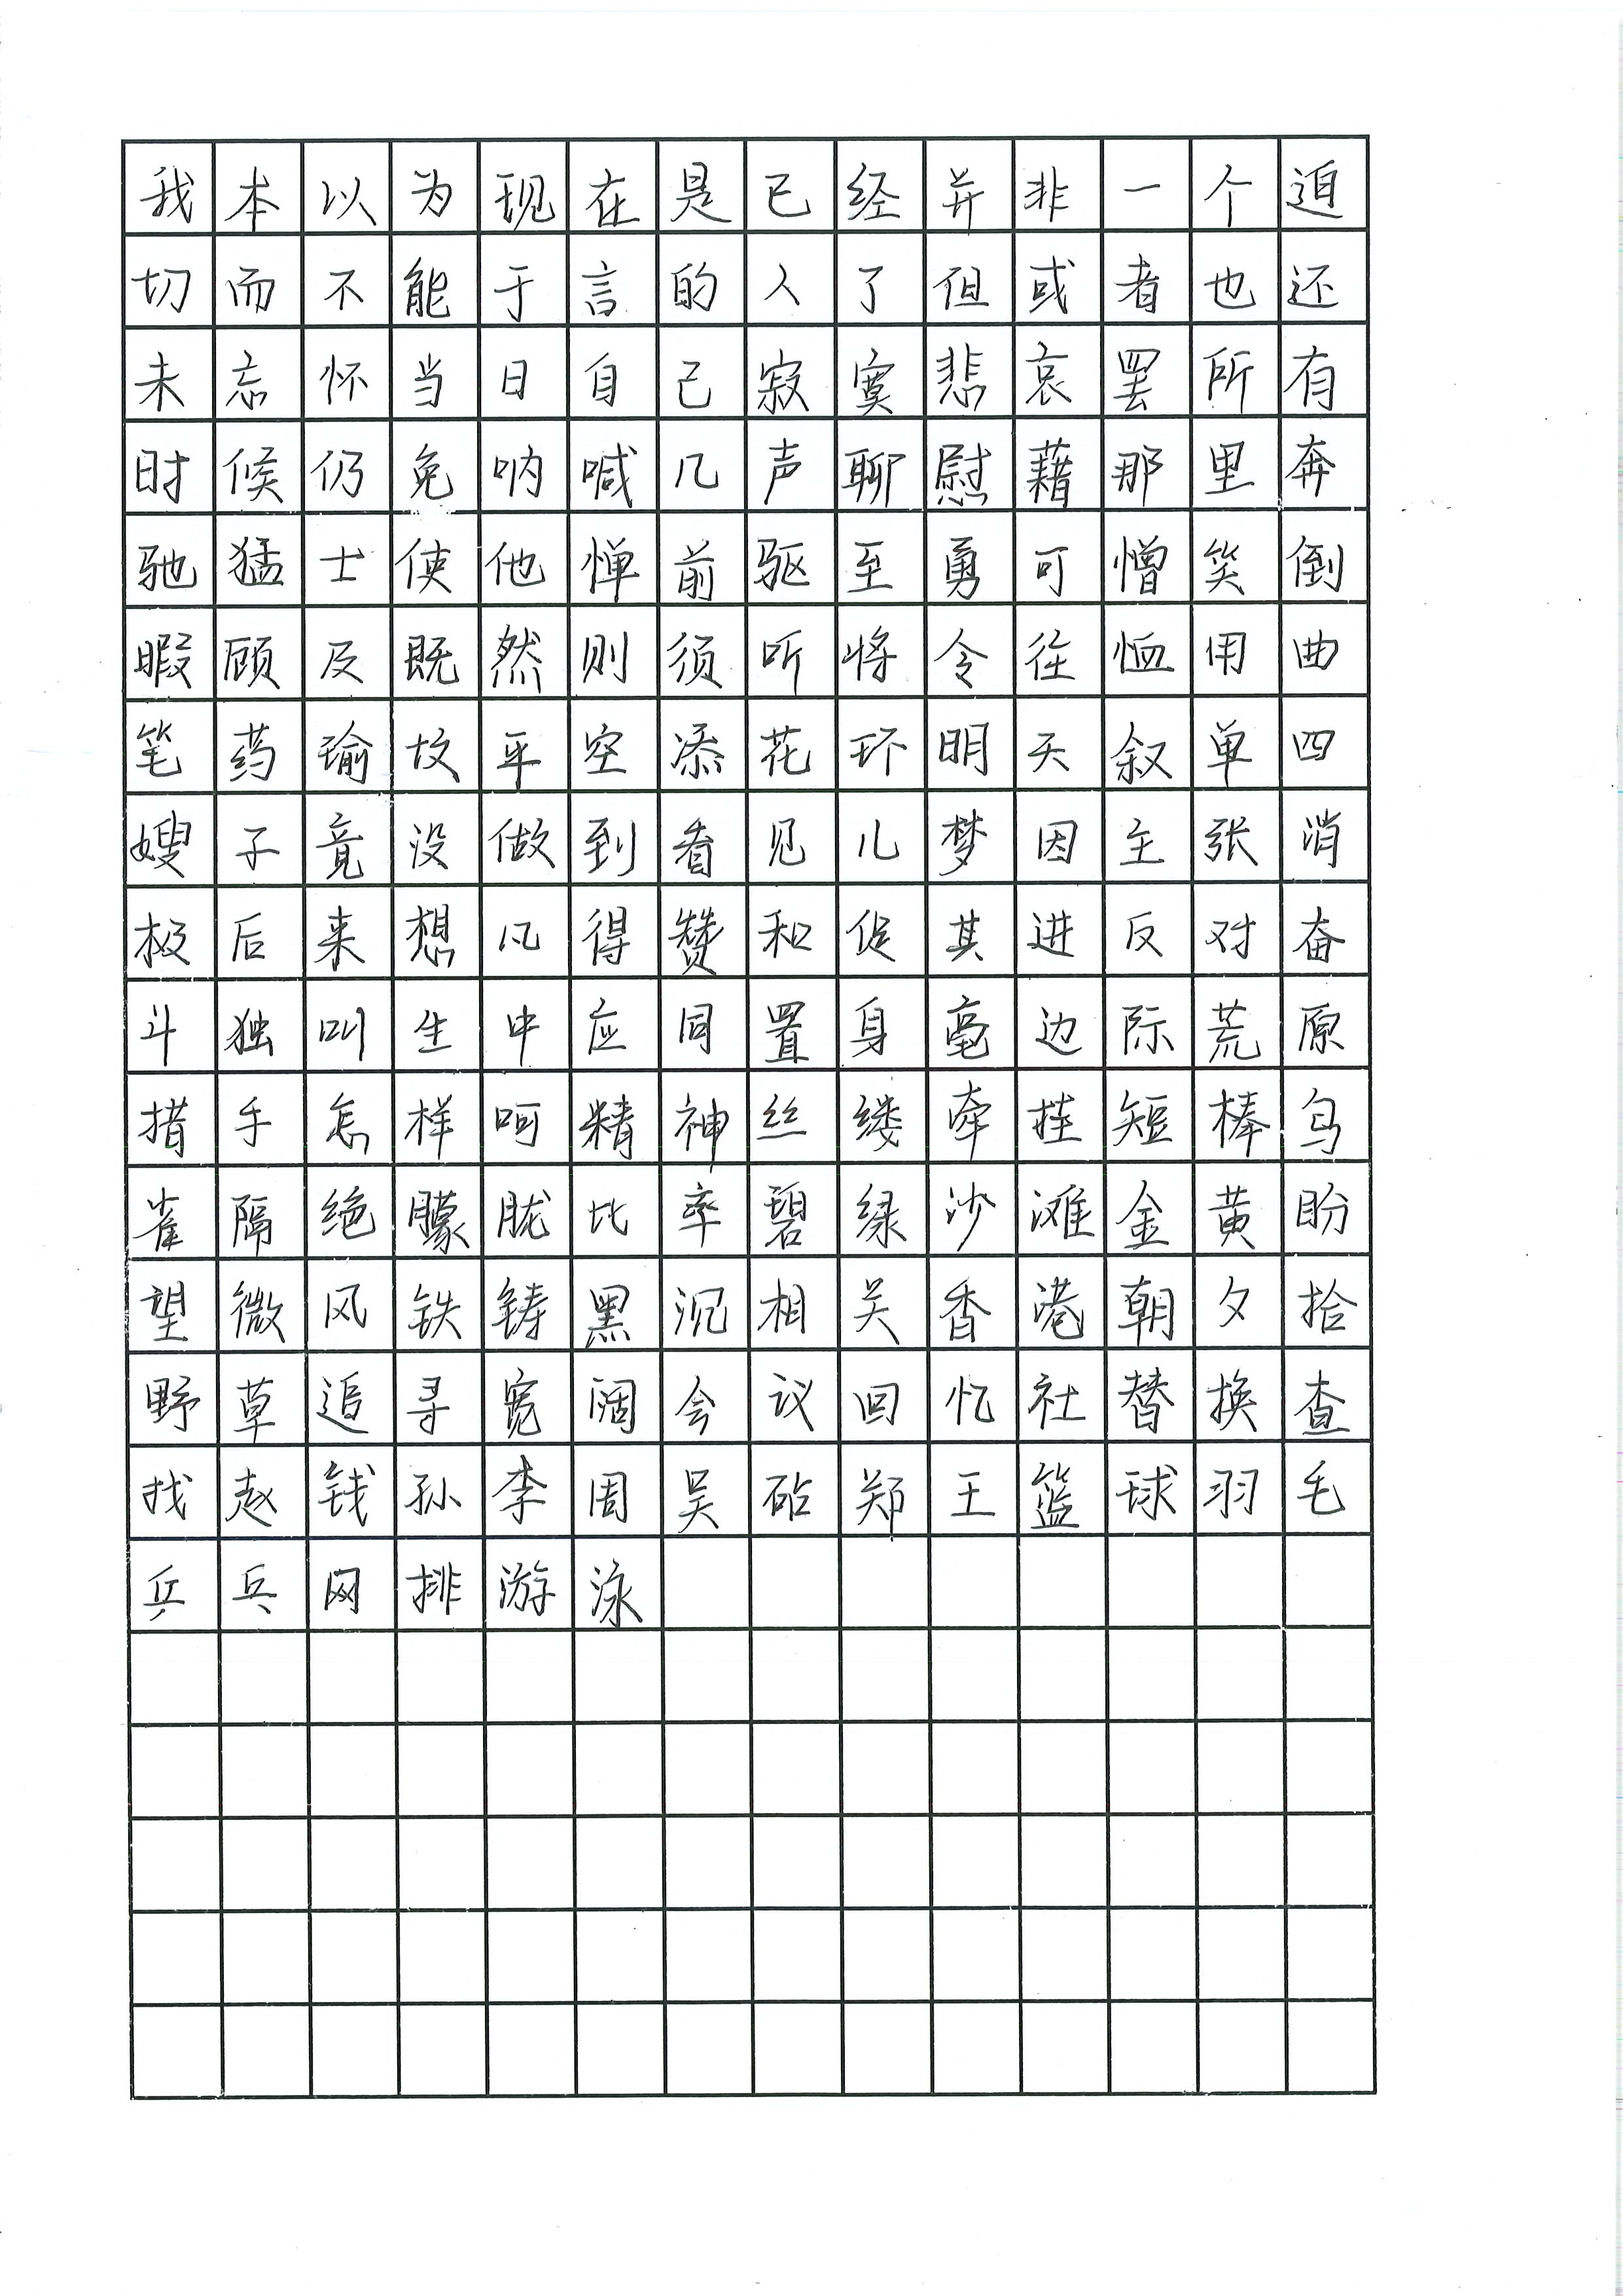 我本以为现在是已经并非一个迫
切而不能于言的人了但或者也还
未忘怀当日自己寂寞悲哀罢所有
时候仍免呐喊几声聊慰藉那里奔
驰猛士使他惮前驱至勇可憎笑倒
暇顾及既然则须听将令往恤用曲
笔药瑜坟平空添花环明天叙单四
嫂子竟没做到看见儿梦因主张消
极后来想凡得赞和促其进反对奋
斗独叫生中应同置身毫边际荒原
措手怎样呵精神丝缕牵挂短棒乌
雀隔绝朦胧比率碧绿沙滩金黄盼
望微风铁铸黑沉相关香港朝夕拾
野草追寻宽阔会议回忆社替换查
找赵钱孙李周吴砧郑王篮球羽毛
乒乓网排游泳